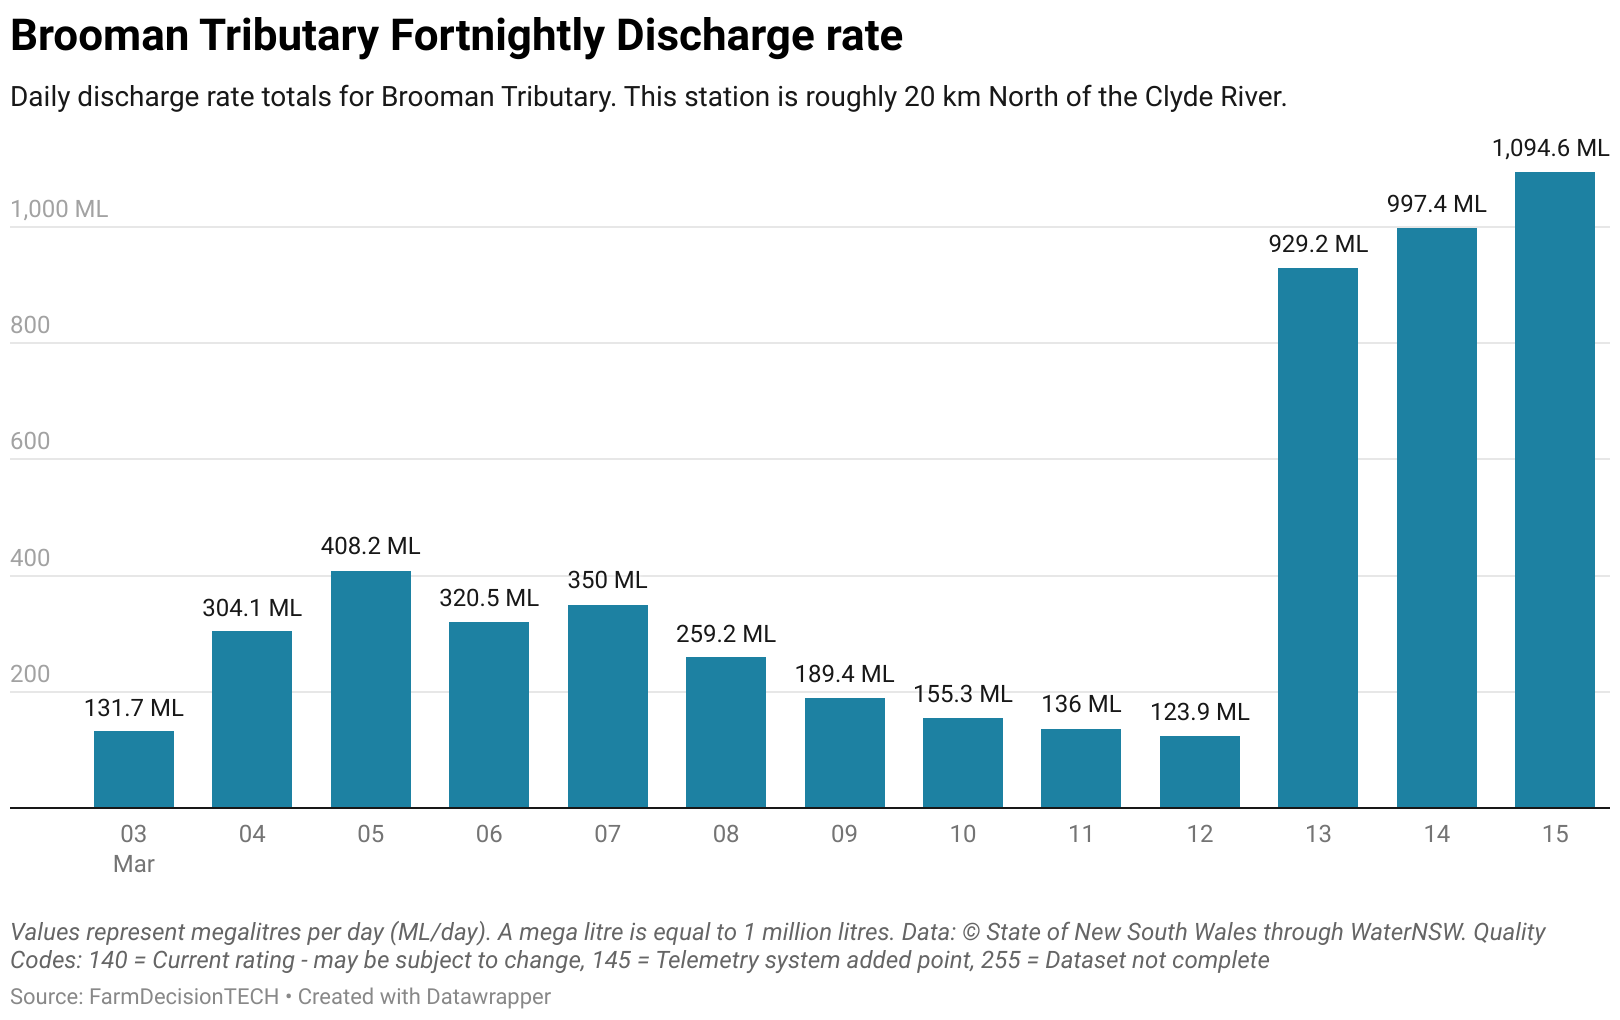 Brooman Tributary Fortnightly Discharge rate
Daily discharge rate totals for Brooman Tributary. This station is roughly 20 km North of the Clyde River.
1,094.6 ML
1,000 ML
997.4 ML
929.2 ML
800
600
408.2 ML
400
350 ML
320.5 ML
304.1 ML
259.2 ML
200
189.4 ML
155.3 ML
136 ML
131.7 ML
123.9 ML
03 04 05 06 07 08 09 10 11 12 13 14 15
Mar
Values represent megalitres per day (ML/day). A mega litre is equal to 1 million litres. Data: © State of New South Wales through WaterNSW. Quality
Codes: 140 = Current rating - may be subject to change, 145 = Telemetry system added point, 255 = Dataset not complete
Source: FarmDecisionTECH • Created with Datawrapper